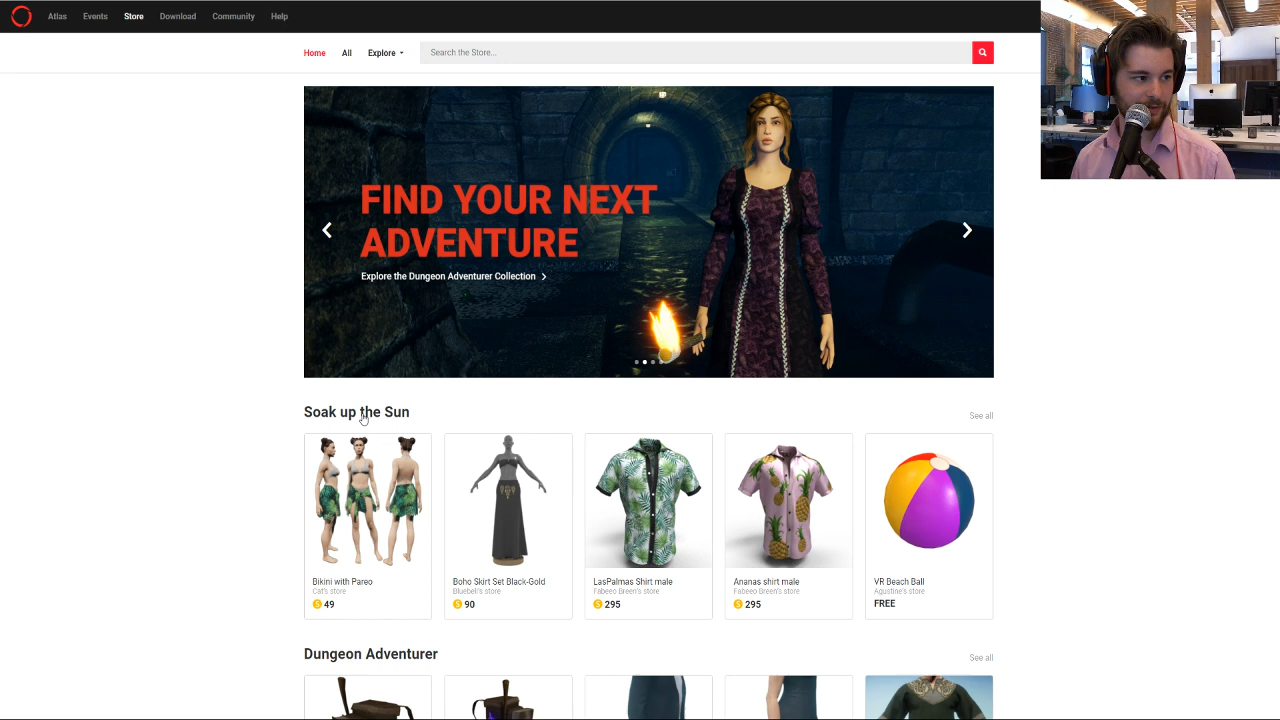 Atlas Events Store Download Community Help
Home All Explore Search the Store...
FIND YOUR NEXT
ADVENTURE
Explore the Dungeon Adventurer Collection
Soak up the Sun See all
Bikini with Pareo
Cat's store
49
Boho Skirt Set Black-Gold
Bluebell's store
90
LasPalmas Shirt male
Fabeeo Breen's store
295
Ananas shirt male
Fabeeo Breen's store
295
VR Beach Ball
Agustine's store
FREE
Dungeon Adventurer See all